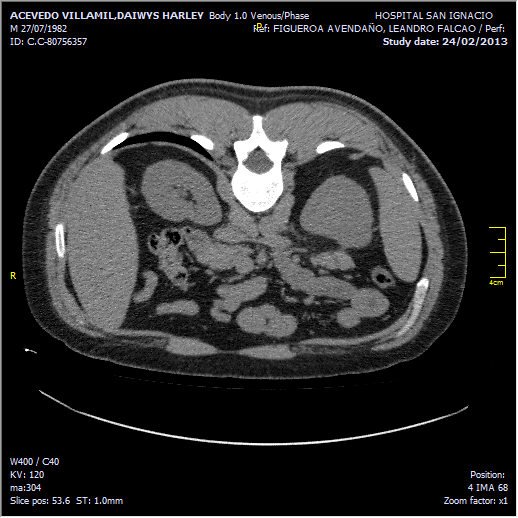 ACEVEDO VILLAMIL,DAIWYS HARLEY Body 1.0 Venous/Phase
HOSPITAL SAN IGNACIO
M 27/07/1982
Ref: FIGUEROA AVENDAÑO, LEANDRO FALCAO / Perf:
ID: C.C-80756357
Study date: 24/02/2013
R
4cm
W400 / C40
KV: 120
Position:
ma:304
4 IMA 68
Slice pos: 53.6 ST: 1.0mm
Zoom factor: x1